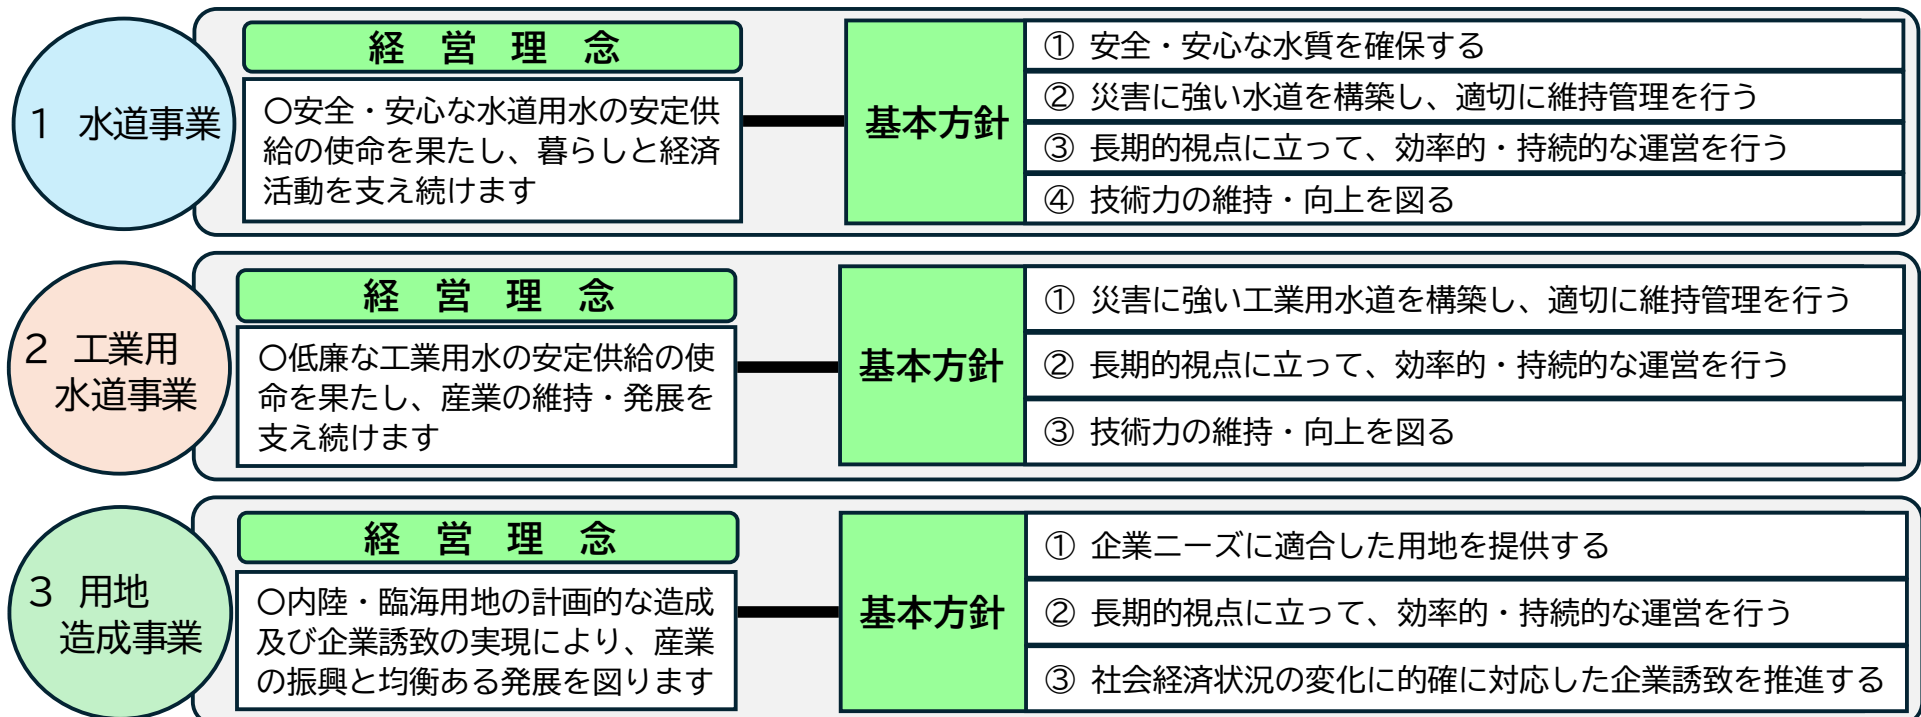 1 水道事業
経 営 理 念
〇安全・安心な水道用水の安定供
給の使命を果たし、暮らしと経済
活動を支え続けます
基本方針
① 安全・安心な水質を確保する
② 災害に強い水道を構築し、適切に維持管理を行う
③ 長期的視点に立って、効率的・持続的な運営を行う
④ 技術力の維持・向上を図る
2 工業用
水道事業
経 営 理 念
〇低廉な工業用水の安定供給の使
命を果たし、産業の維持・発展を
支え続けます
基本方針
① 災害に強い工業用水道を構築し、適切に維持管理を行う
② 長期的視点に立って、効率的・持続的な運営を行う
③ 技術力の維持・向上を図る
3 用地
造成事業
経 営 理 念
〇内陸・臨海用地の計画的な造成
及び企業誘致の実現により、産業
の振興と均衡ある発展を図ります
基本方針
① 企業ニーズに適合した用地を提供する
② 長期的視点に立って、効率的・持続的な運営を行う
③ 社会経済状況の変化に的確に対応した企業誘致を推進する